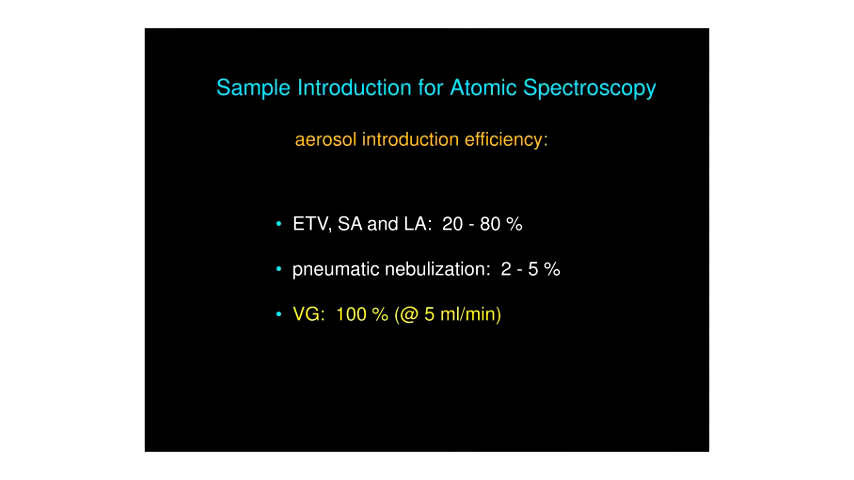 Sample Introduction for Atomic Spectroscopy
aerosol introduction efficiency:
• ETV, SA and LA: 20 - 80 %
• pneumatic nebulization: 2 - 5 %
• VG: 100 % (@ 5 ml/min)